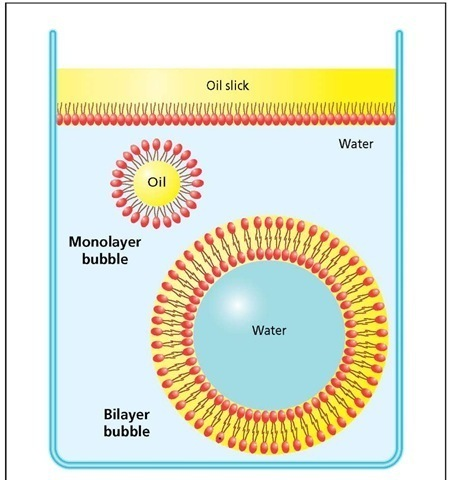 Oil slick
Water
Oil
Monolayer
bubble
Water
Bilayer
bubble